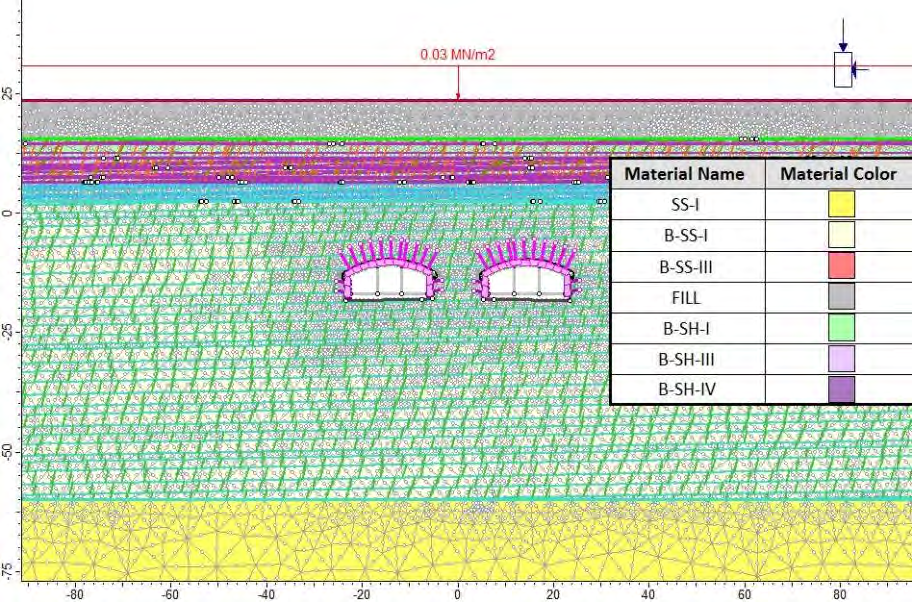 0.03 MN/m2
25
0
-25
-50
-75
Material Name Material Color
SS-I
B-SS-I
B-SS-III
FILL
B-SH-I
B-SH-III
B-SH-IV
-80 -60 -40 -20 0 20 40 60 80